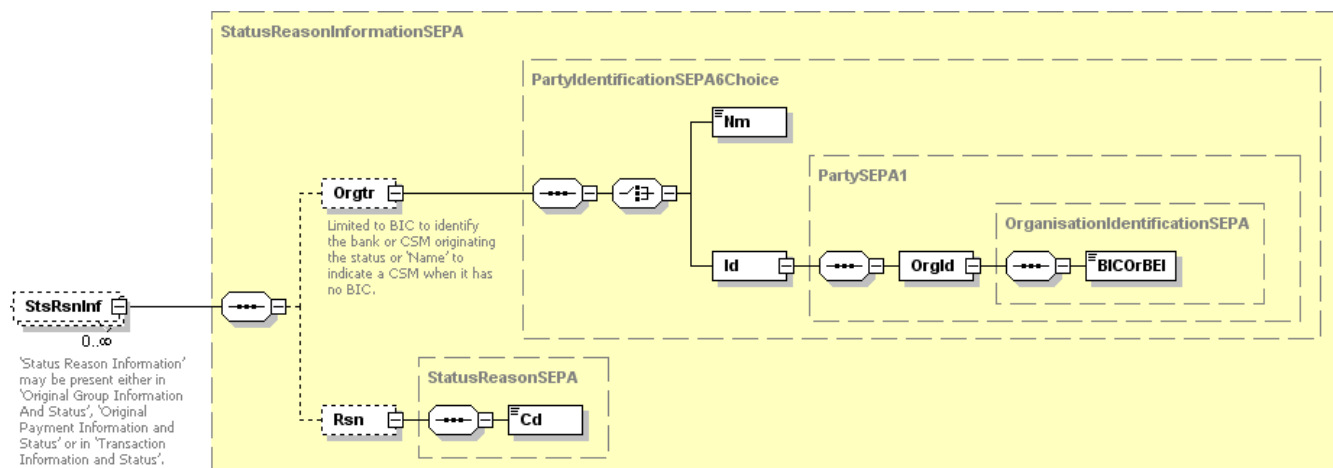 StatusReasonInformationSEPA
PartyIdentificationSEPA6Choice
Nm
PartySEPA1
Orgtr
OrganisationIdentificationSEPA
Limited to BIC to identify
the bank or CSM originating
the status or 'Name' to
indicate a CSM when it has
no BIC.
Id
OrgId
BICOrBEI
StsRsnInf
0..∞
'Status Reason Information'
may be present either in
'Original Group Information
And Status', 'Original
Payment Information and
Status' or in 'Transaction
Information and Status'.
StatusReasonSEPA
Rsn
Cd